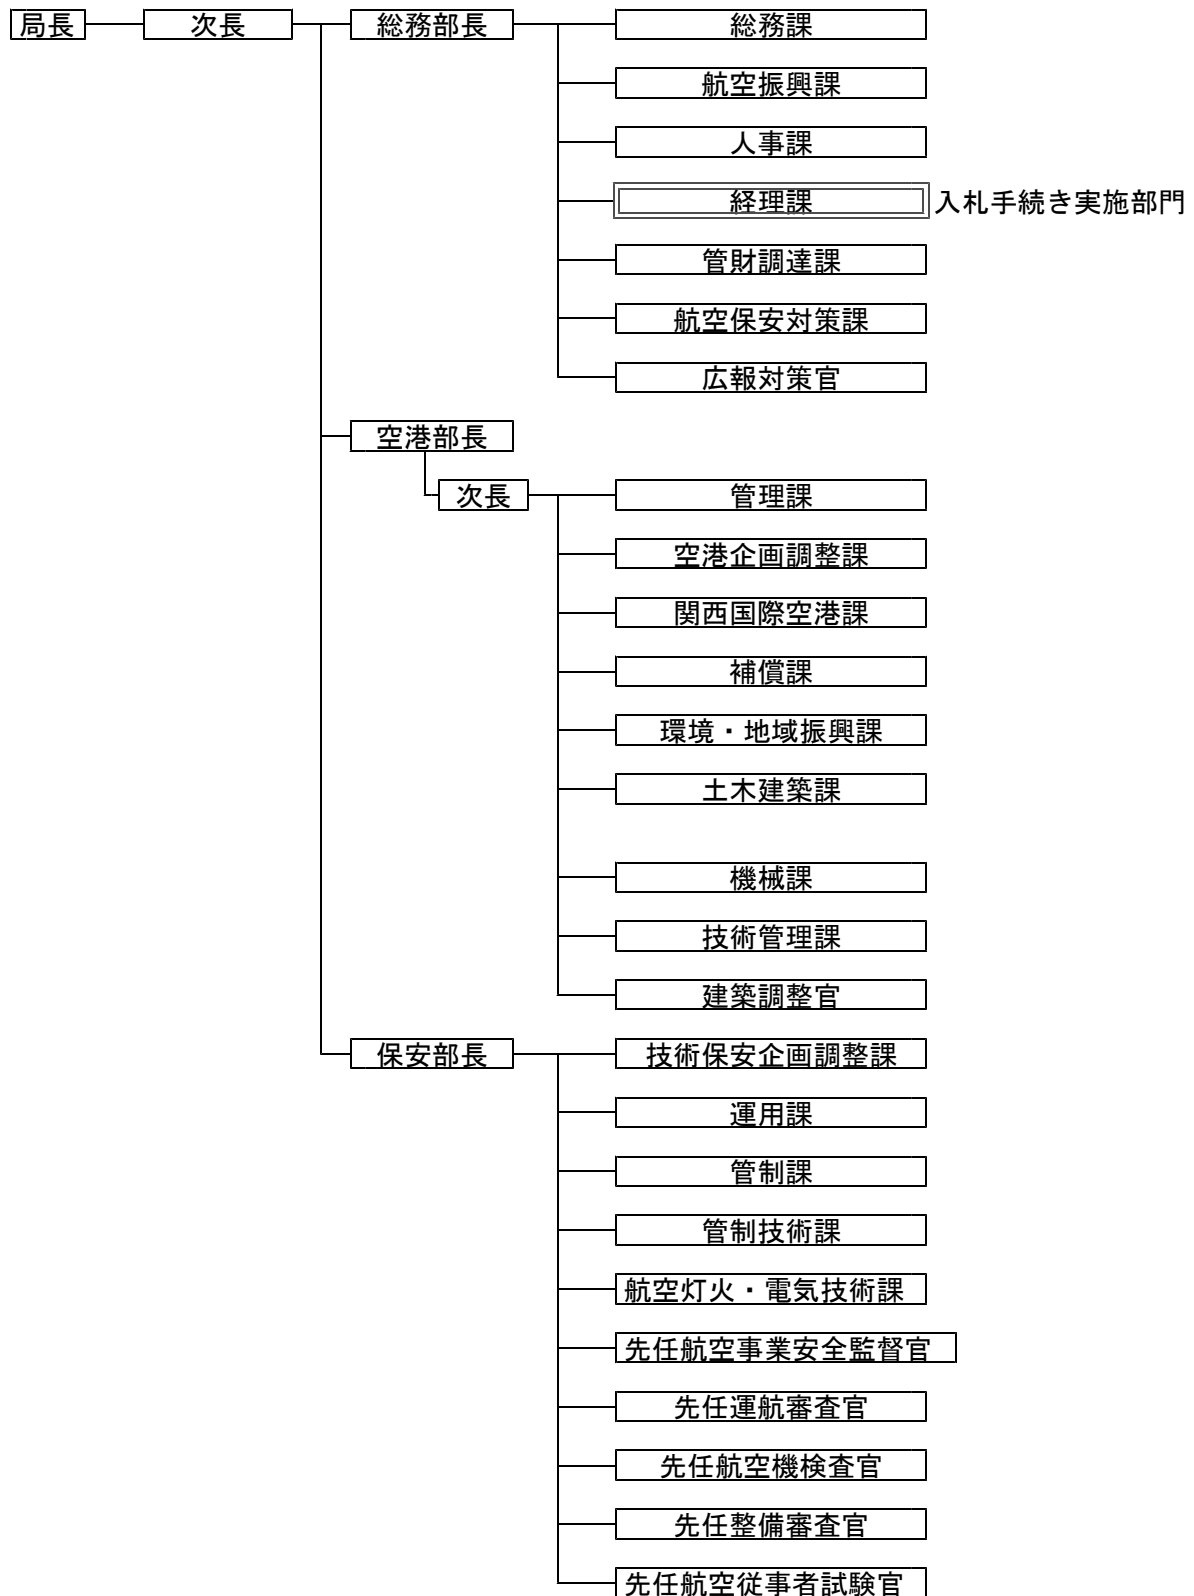 局長 次長 総務部長 総務課
航空振興課
人事課
経理課 入札手続き実施部門
管財調達課
航空保安対策課
広報対策官
空港部長
次長 管理課
空港企画調整課
関西国際空港課
補償課
環境・地域振興課
土木建築課
機械課
技術管理課
建築調整官
保安部長 技術保安企画調整課
運用課
管制課
管制技術課
航空灯火・電気技術課
先任航空事業安全監督官
先任運航審査官
先任航空機検査官
先任整備審査官
先任航空従事者試験官